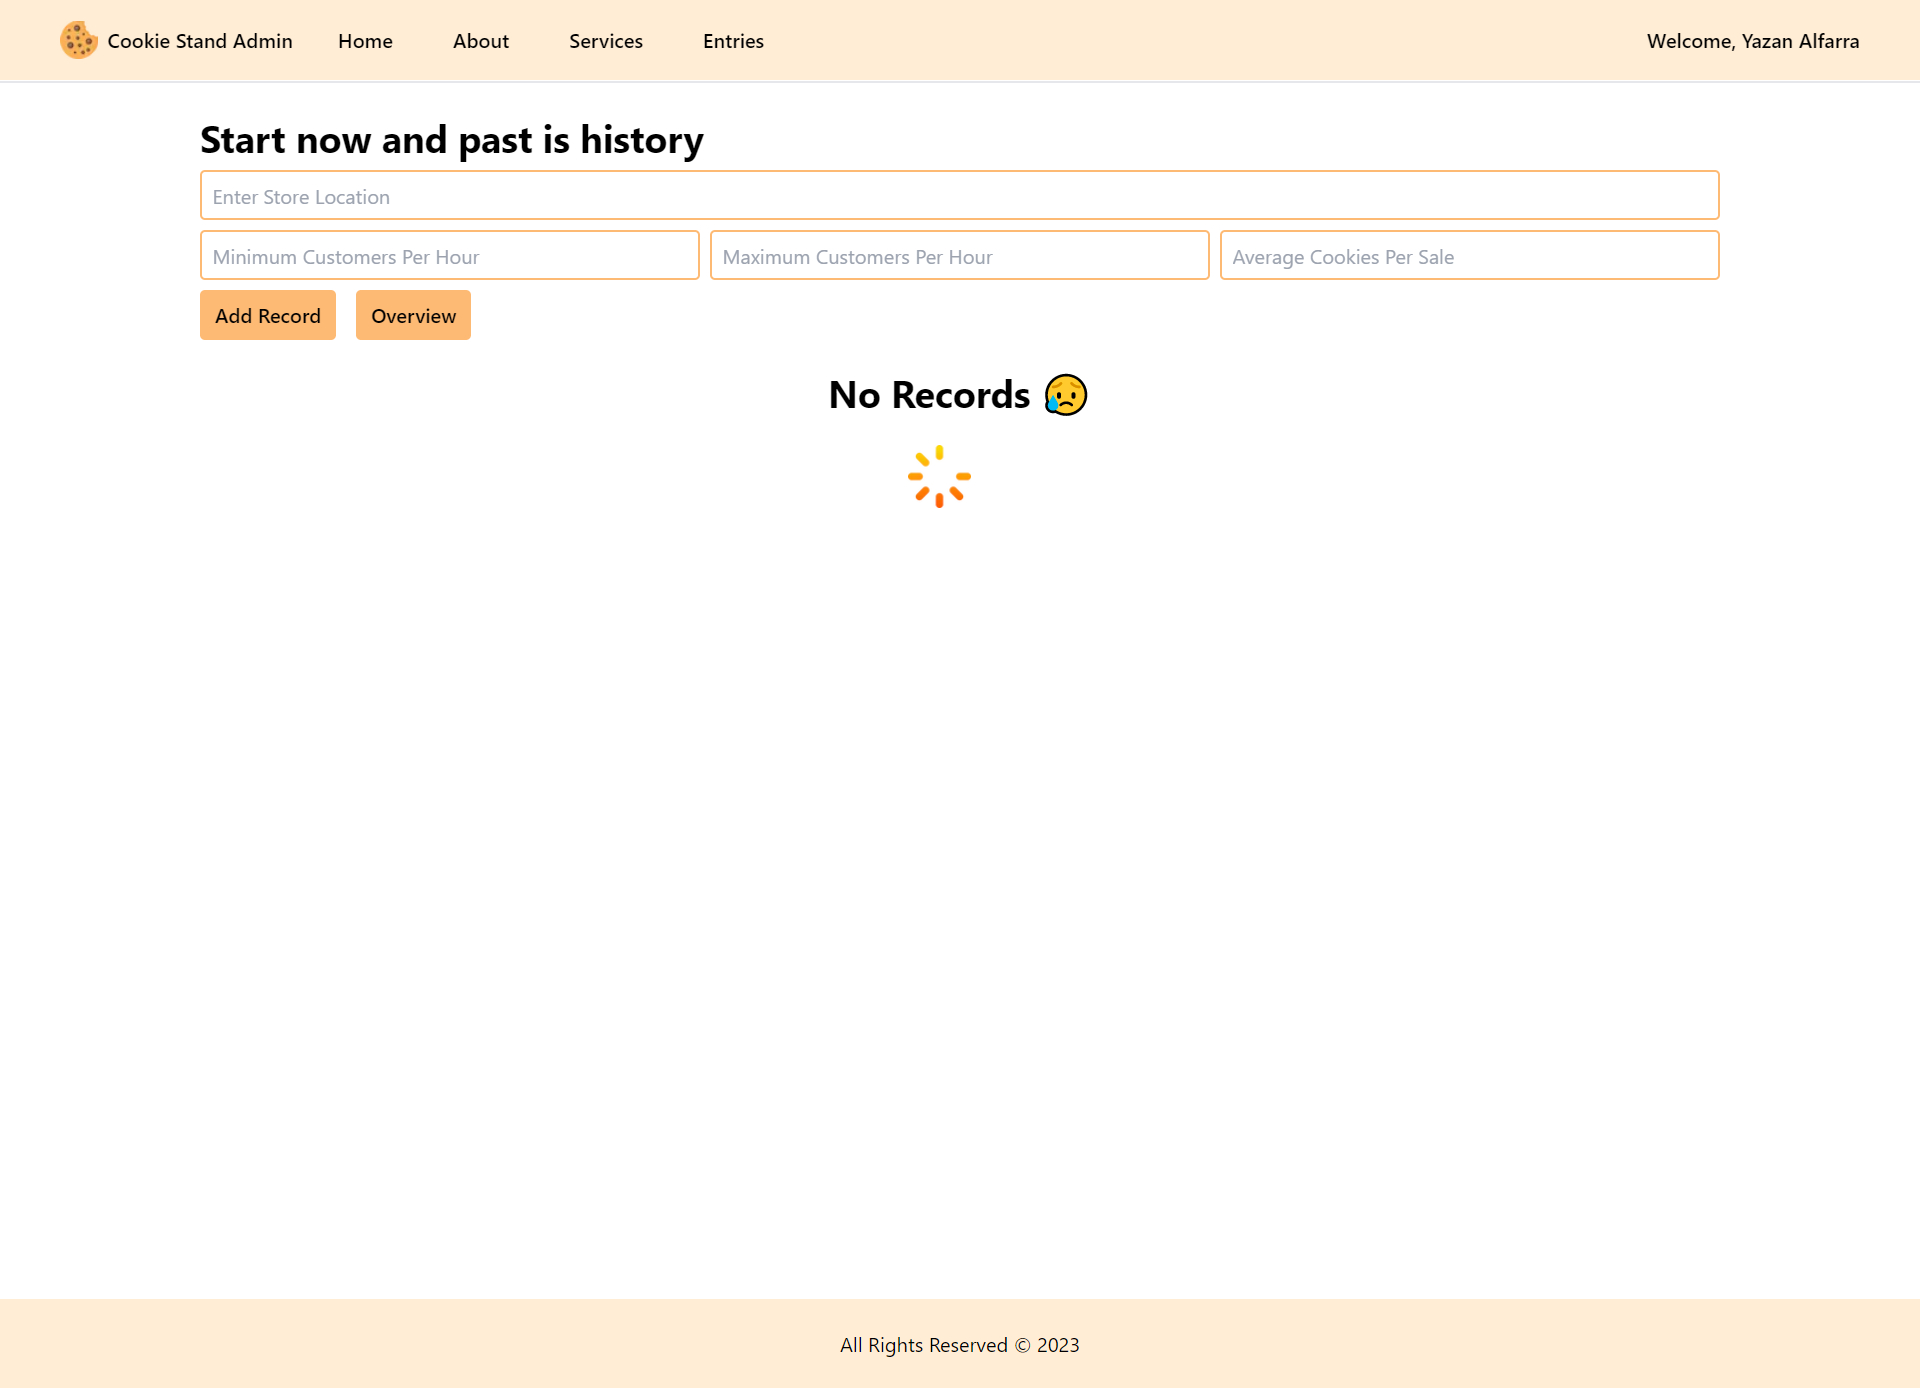 Cookie Stand Admin Home About Services Entries Welcome, Yazan Alfarra
Start now and past is history
Enter Store Location
Minimum Customers Per Hour Maximum Customers Per Hour Average Cookies Per Sale
Add Record Overview
No Records 😥
All Rights Reserved © 2023